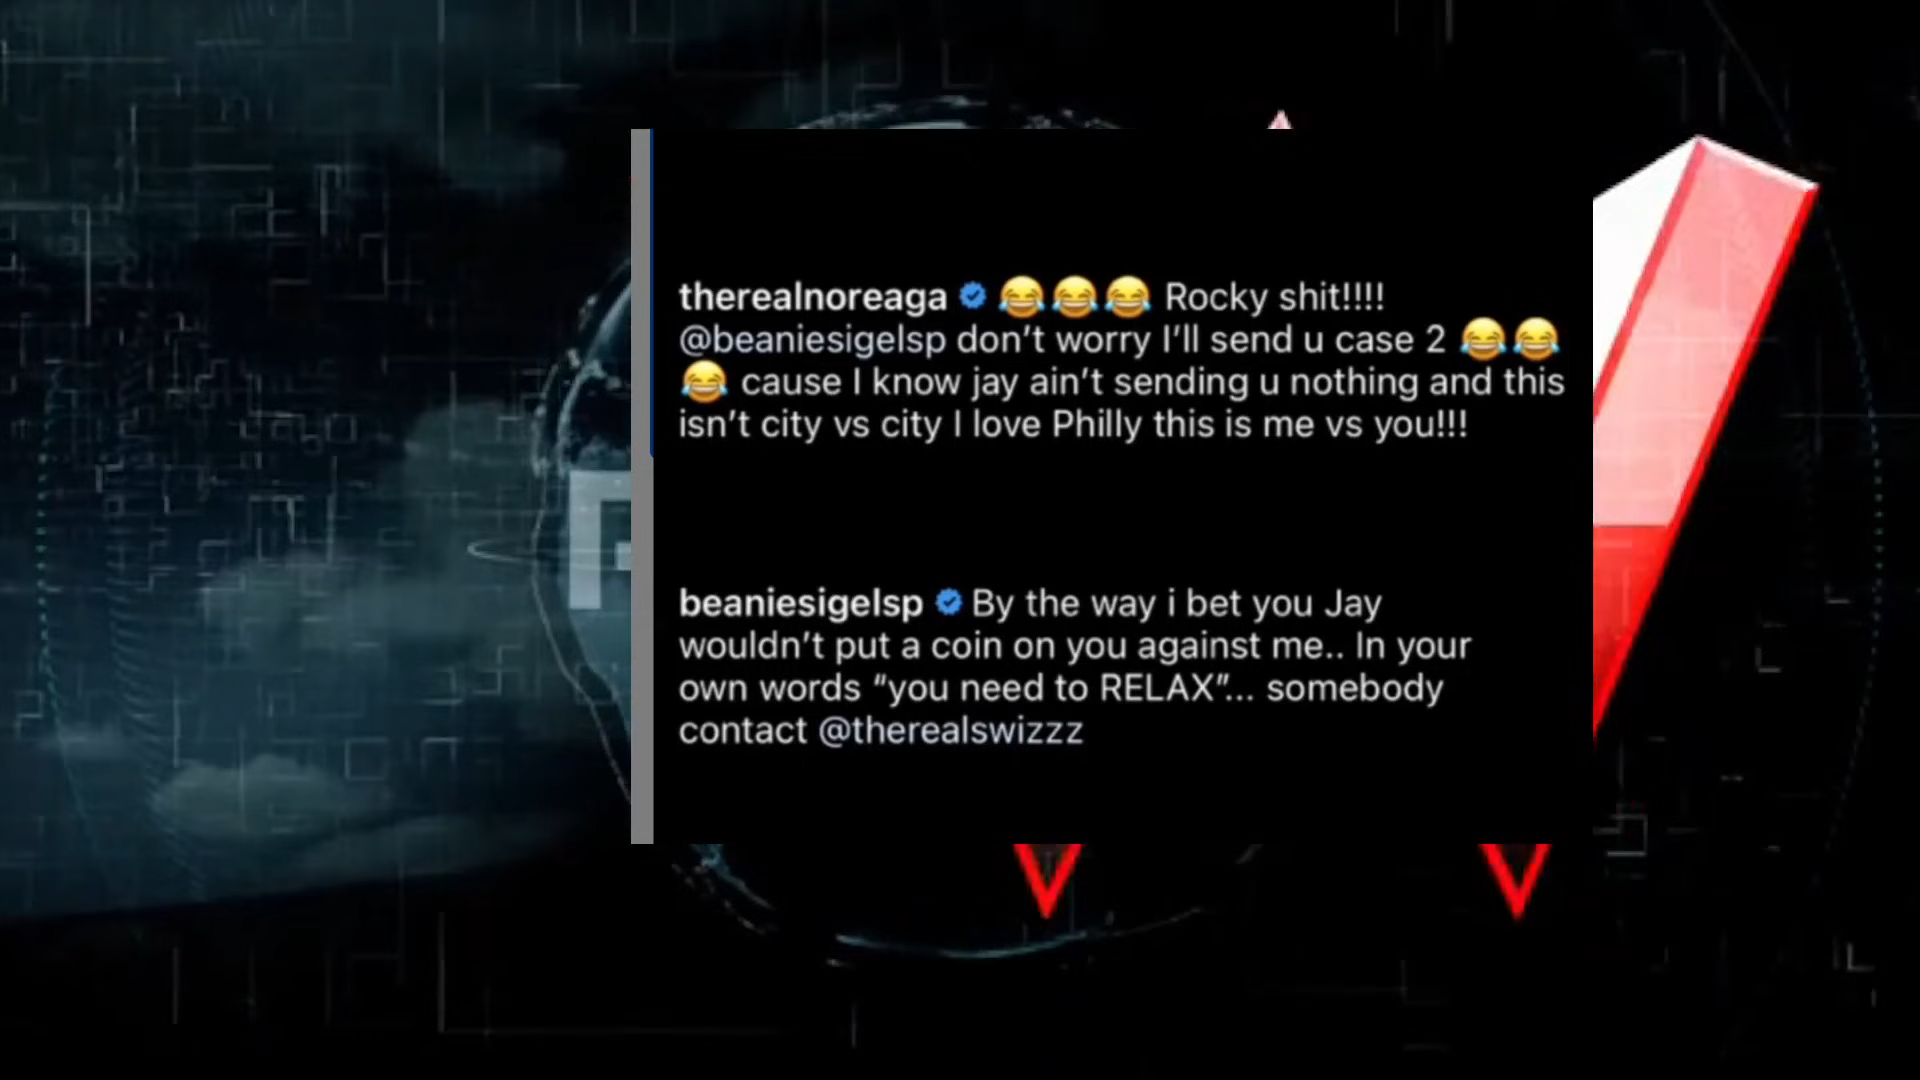 therealnoreaga 😂😂😂 Rocky shit!!!!
@beaniesigelsp don’t worry I’ll send u case 2 😂😂
😂 cause I know jay ain’t sending u nothing and this
isn’t city vs city I love Philly this is me vs you!!!
beaniesigelsp By the way i bet you Jay
wouldn’t put a coin on you against me.. In your
own words “you need to RELAX”... somebody
contact @therealswizzz